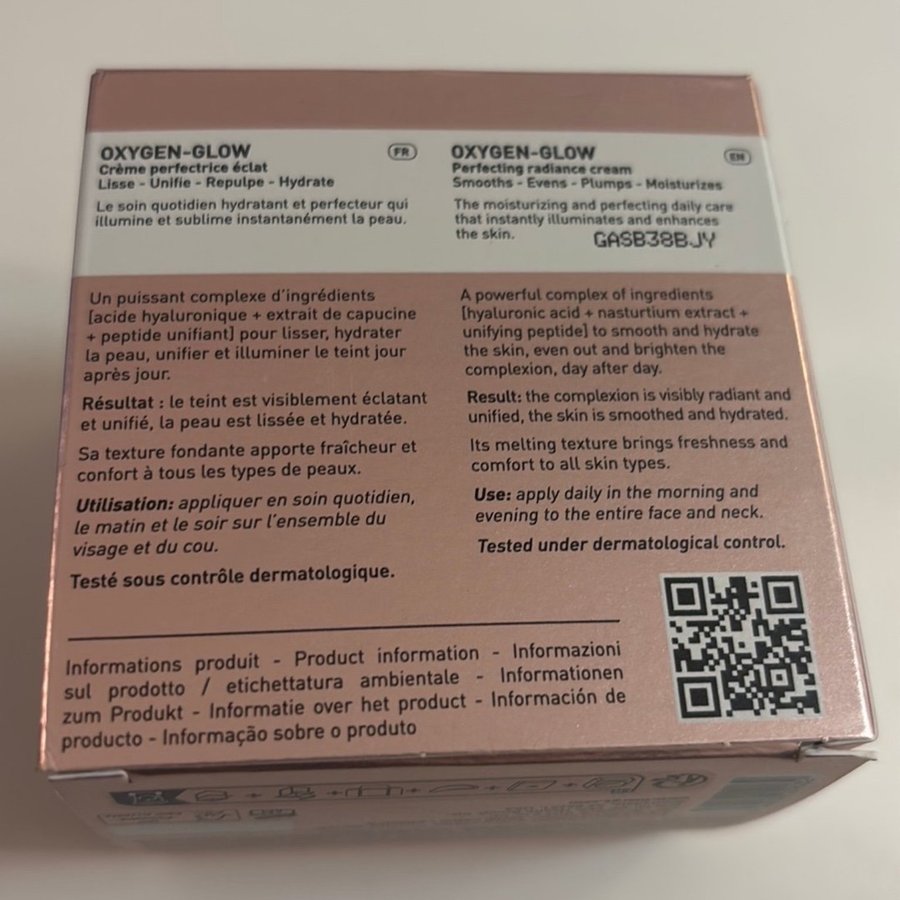 OXYGEN-GLOW
FR
Crème perfectrice éclat
Lisse - Unifie - Repulpe - Hydrate
Le soin quotidien hydratant et perfecteur qui
illumine et sublime instantanément la peau.
Un puissant complexe d'ingrédients
[acide hyaluronique + extrait de capucine
+ peptide unifiant] pour lisser, hydrater
la peau, unifier et illuminer le teint jour
après jour.
Résultat : le teint est visiblement éclatant
et unifié, la peau est lissée et hydratée.
Sa texture fondante apporte fraîcheur et
confort à tous les types de peaux.
Utilisation: appliquer en soin quotidien,
le matin et le soir sur l'ensemble du
visage et du cou.
Testé sous contrôle dermatologique.
OXYGEN-GLOW
EN
Perfecting radiance cream
Smooths - Evens - Plumps - Moisturizes
The moisturizing and perfecting daily care
that instantly illuminates and enhances
the skin.
GASB38BJY
A powerful complex of ingredients
[hyaluronic acid + nasturtium extract +
unifying peptide] to smooth and hydrate
the skin, even out and brighten the
complexion, day after day.
Result: the complexion is visibly radiant and
unified, the skin is smoothed and hydrated.
Its melting texture brings freshness and
comfort to all skin types.
Use: apply daily in the morning and
evening to the entire face and neck.
Tested under dermatological control.
Informations produit - Product information - Informazioni
sul prodotto / etichettatura ambientale - Informationen
zum Produkt - Informatie over het product - Información de
producto - Informação sobre o produto